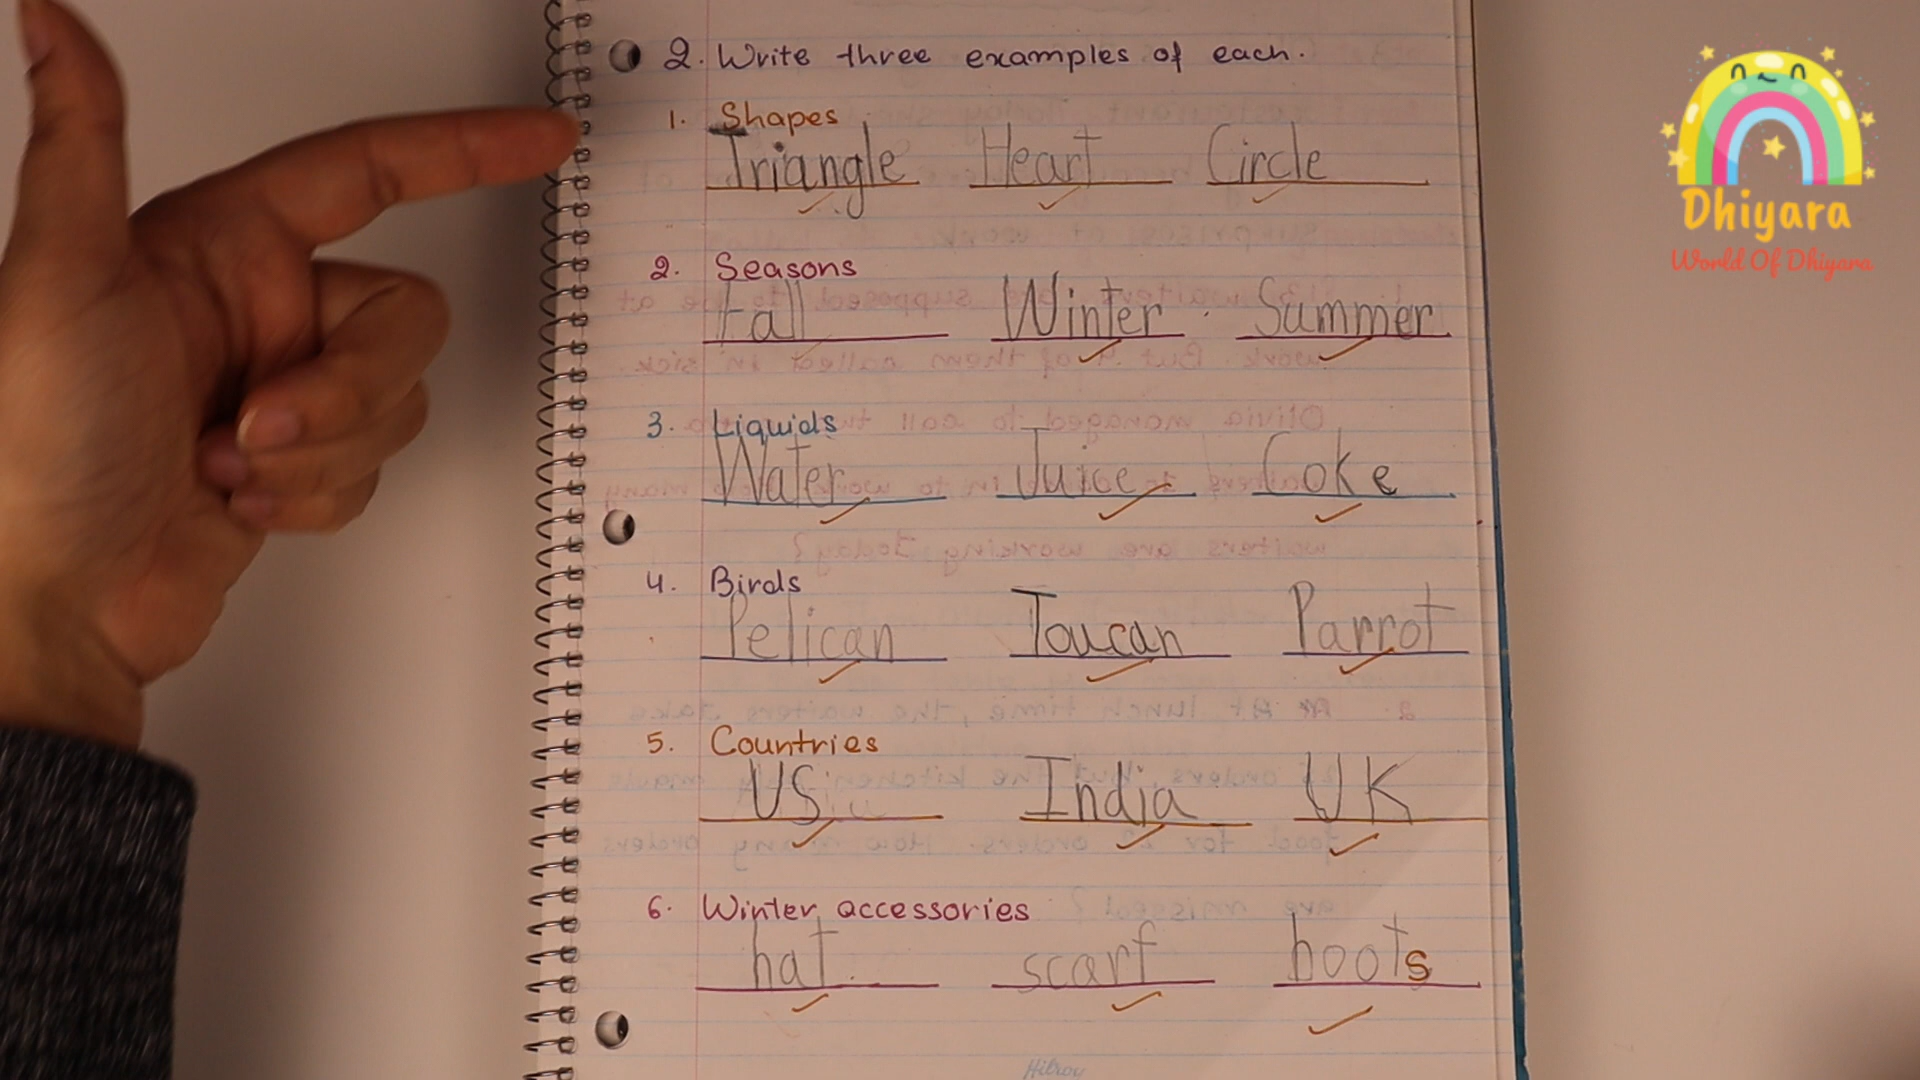 2. Write three examples of each.
1. Shapes
Triangle Heart Circle
2. Seasons
Fall Winter Summer
3. Liquids
Water Juice Coke
4. Birds
Pelican Toucan Parrot
5. Countries
US India UK
6. Winter accessories
hat scarf boots
Hilroy
Dhiyara
World Of Dhiyara